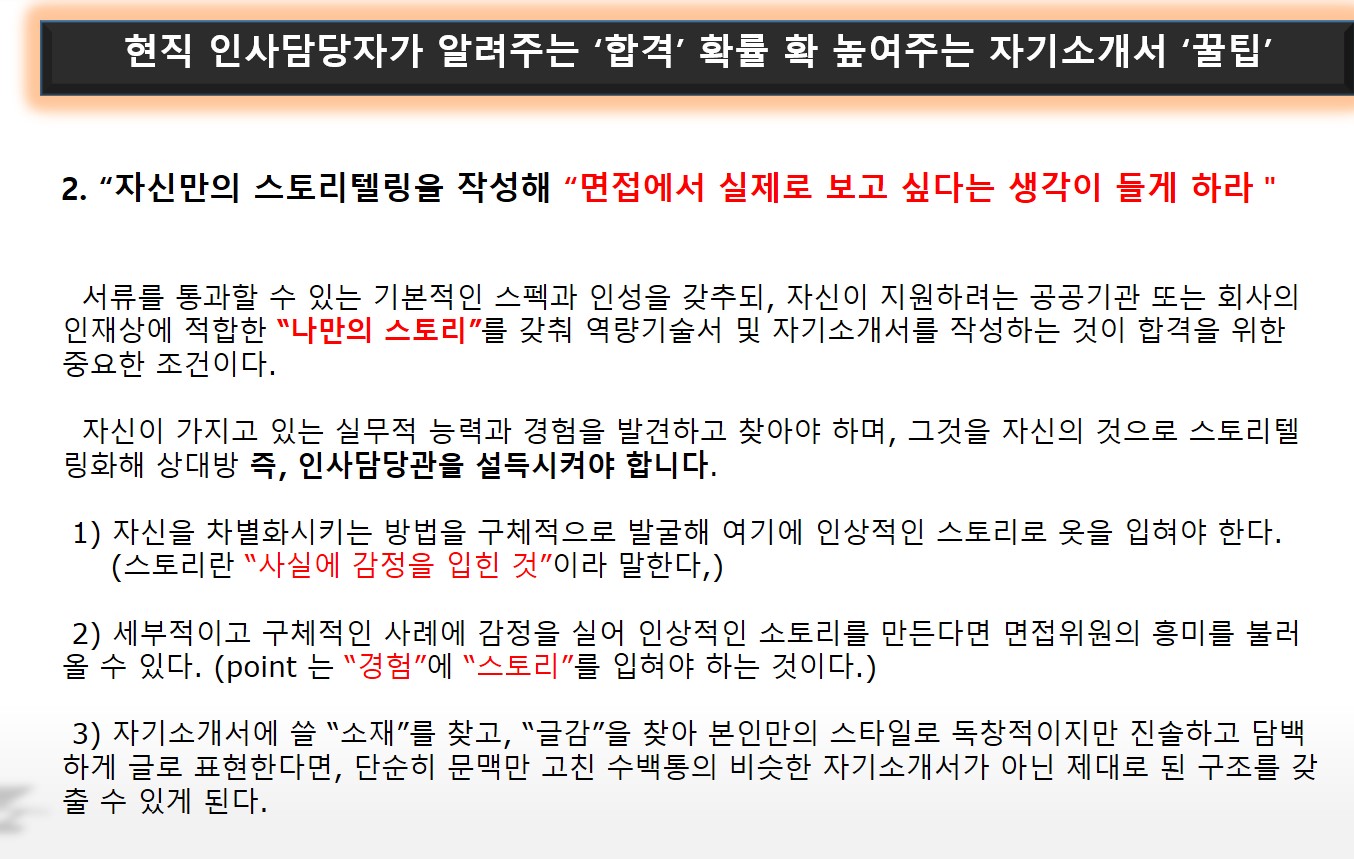 현직 인사담당자가 알려주는 ‘합격’ 확률 확 높여주는 자기소개서 ‘꿀팁’
2. “자신만의 스토리텔링을 작성해 “면접에서 실제로 보고 싶다는 생각이 들게 하라 "
서류를 통과할 수 있는 기본적인 스펙과 인성을 갖추되, 자신이 지원하려는 공공기관 또는 회사의
인재상에 적합한 “나만의 스토리”를 갖춰 역량기술서 및 자기소개서를 작성하는 것이 합격을 위한
중요한 조건이다.
자신이 가지고 있는 실무적 능력과 경험을 발견하고 찾아야 하며, 그것을 자신의 것으로 스토리텔
링화해 상대방 즉, 인사담당관을 설득시켜야 합니다.
1) 자신을 차별화시키는 방법을 구체적으로 발굴해 여기에 인상적인 스토리로 옷을 입혀야 한다.
(스토리란 “사실에 감정을 입힌 것”이라 말한다,)
2) 세부적이고 구체적인 사례에 감정을 실어 인상적인 소토리를 만든다면 면접위원의 흥미를 불러
올 수 있다. (point 는 “경험”에 “스토리”를 입혀야 하는 것이다.)
3) 자기소개서에 쓸 “소재”를 찾고, “글감”을 찾아 본인만의 스타일로 독창적이지만 진솔하고 담백
하게 글로 표현한다면, 단순히 문맥만 고친 수백통의 비슷한 자기소개서가 아닌 제대로 된 구조를 갖
출 수 있게 된다.